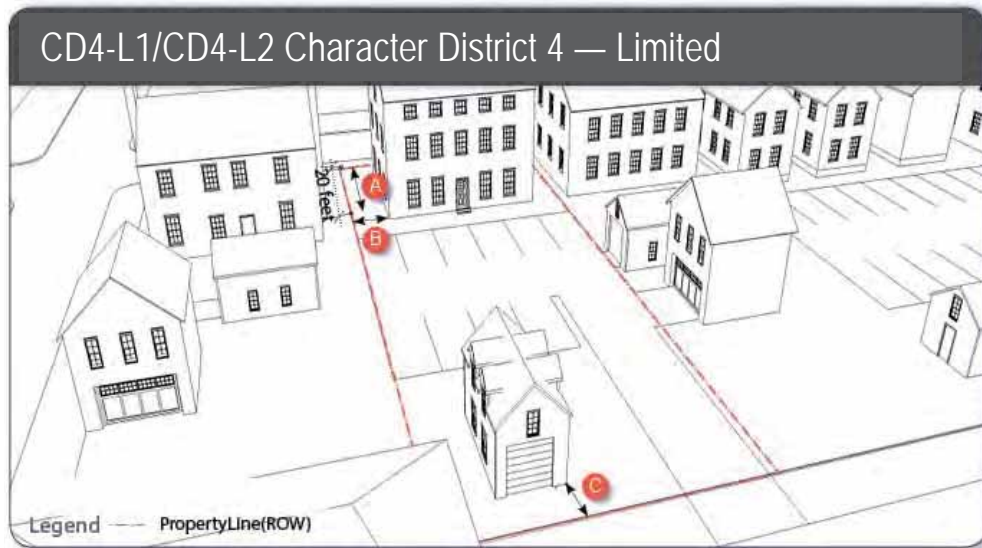 CD4-L1/CD4-L2 Character District 4 — Limited
20 feet
A
B
C
Legend PropertyLine(ROW)